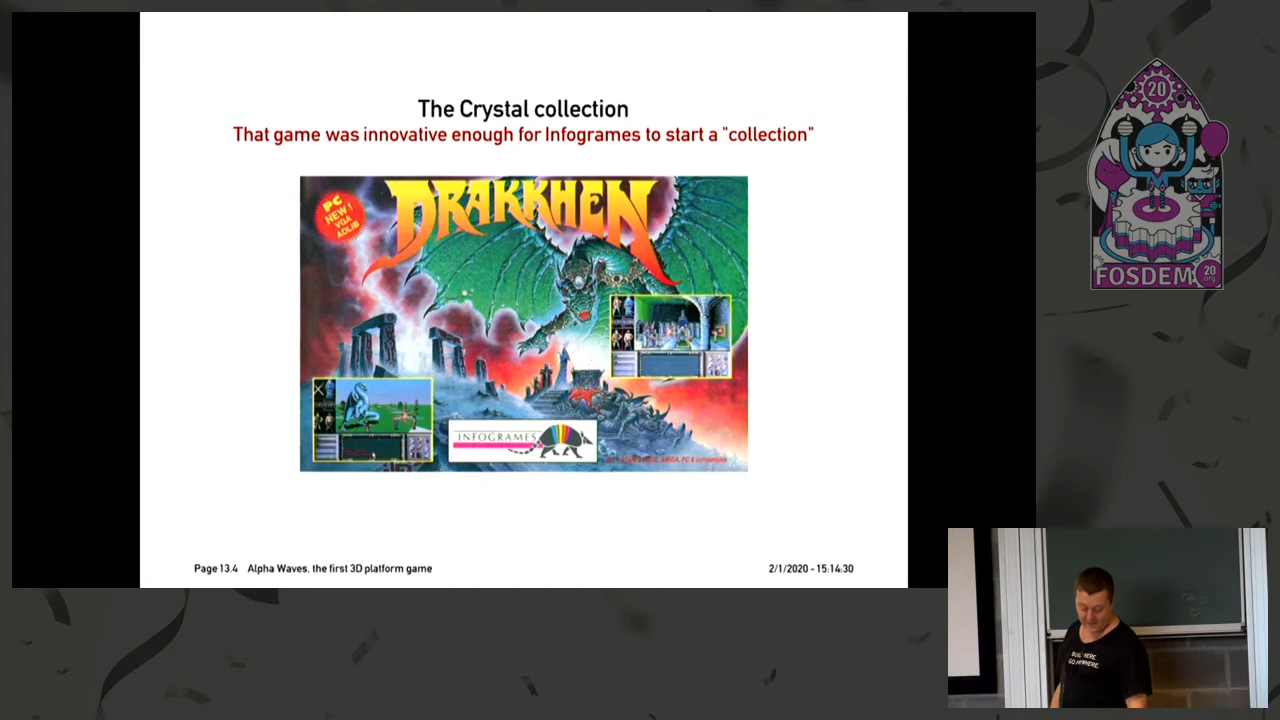 The Crystal collection
That game was innovative enough for Infogrames to start a "collection"
DRAKKHEN
PC
NEW!
VGA
ADLIB
INFOGRAMES
Page 13.4 Alpha Waves, the first 3D platform game
2/1/2020 - 15:14:30
20
FOSDEM
20
org
BUILD HERE.
GO NOWHERE.